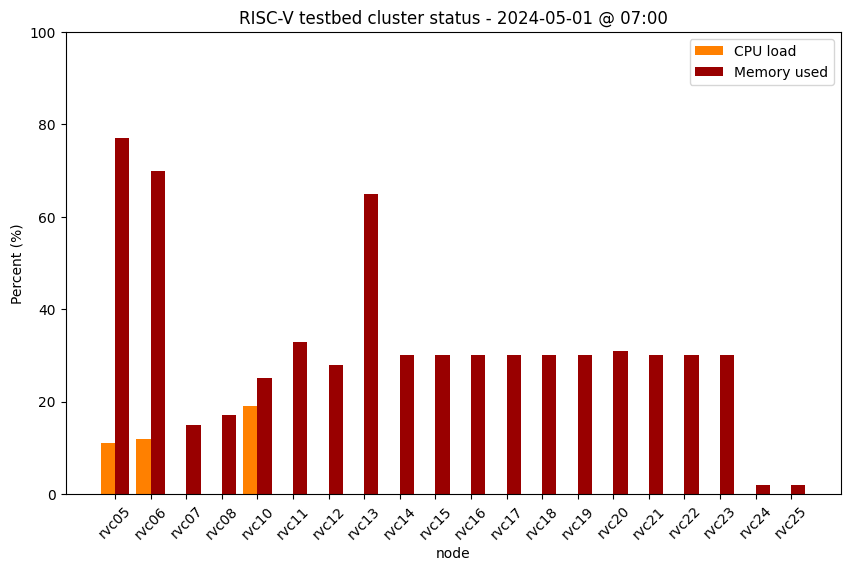 RISC-V testbed cluster status - 2024-05-01 @ 07:00
CPU load
Memory used
Percent (%)
100
80
60
40
20
0
rvc05 rvc06 rvc07 rvc08 rvc10 rvc11 rvc12 rvc13 rvc14 rvc15 rvc16 rvc17 rvc18 rvc19 rvc20 rvc21 rvc22 rvc23 rvc24 rvc25
node